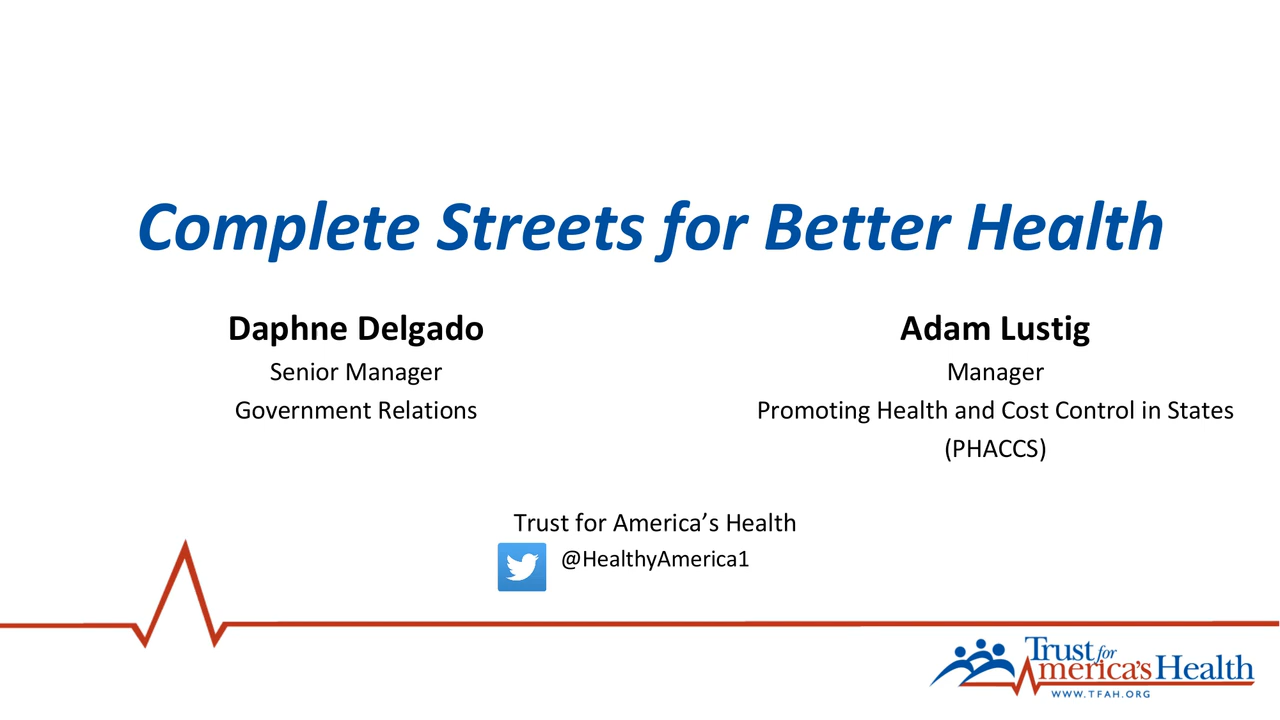 Complete Streets for Better Health
Daphne Delgado
Senior Manager
Government Relations
Adam Lustig
Manager
Promoting Health and Cost Control in States
(PHACCS)
Trust for America’s Health
@HealthyAmerica1
Trust for
America's Health
WWW.TFAH.ORG